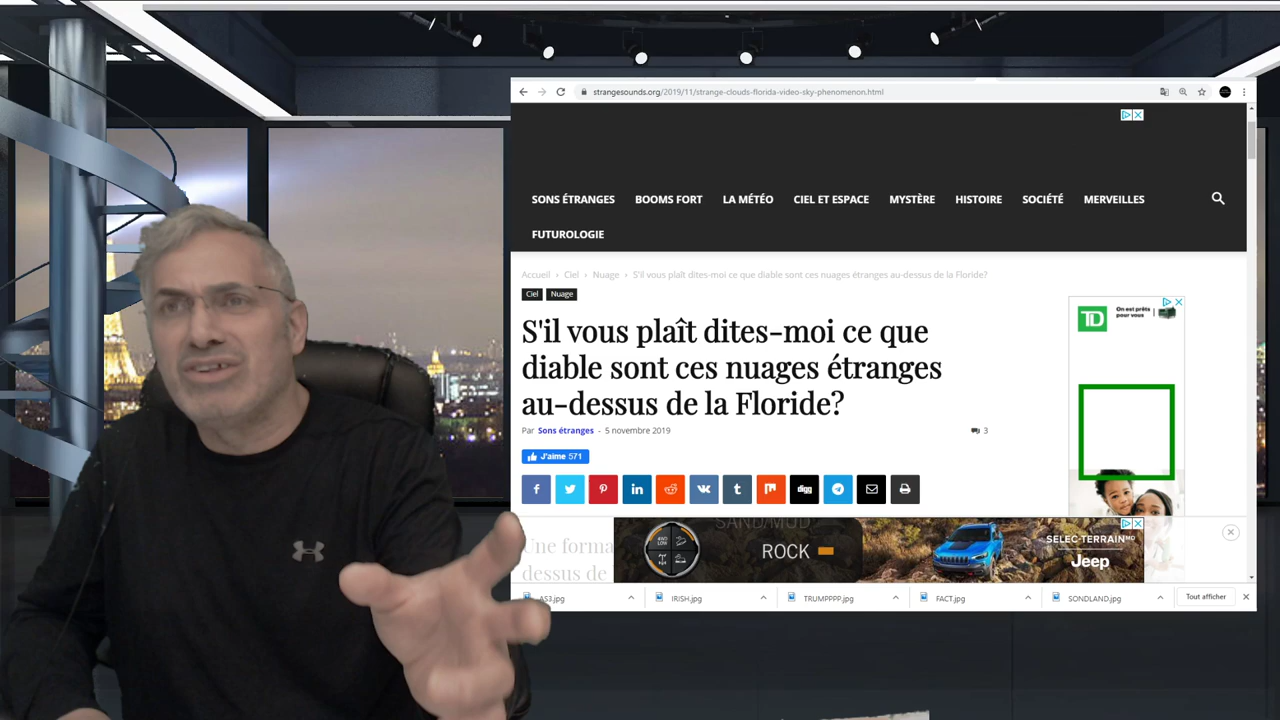 strangesounds.org/2019/11/strange-clouds-florida-video-sky-phenomenon.html
SONS ÉTRANGES BOOMS FORT LA MÉTÉO CIEL ET ESPACE MYSTÈRE HISTOIRE SOCIÉTÉ MERVEILLES
FUTUROLOGIE
Accueil › Ciel › Nuage › S'il vous plaît dites-moi ce que diable sont ces nuages étranges au-dessus de la Floride?
Ciel Nuage
S'il vous plaît dites-moi ce que
diable sont ces nuages étranges
au-dessus de la Floride?
Par Sons étranges - 5 novembre 2019 3
J'aime 571
digg
TD
On est prêts
pour vous
Une forma
dessus de
SAND/MUD
ROCK
SELEC-TERRAIN MD
Jeep
AS3.jpg IRISH.jpg TRUMPPPP.jpg FACT.jpg SONDLAND.jpg Tout afficher